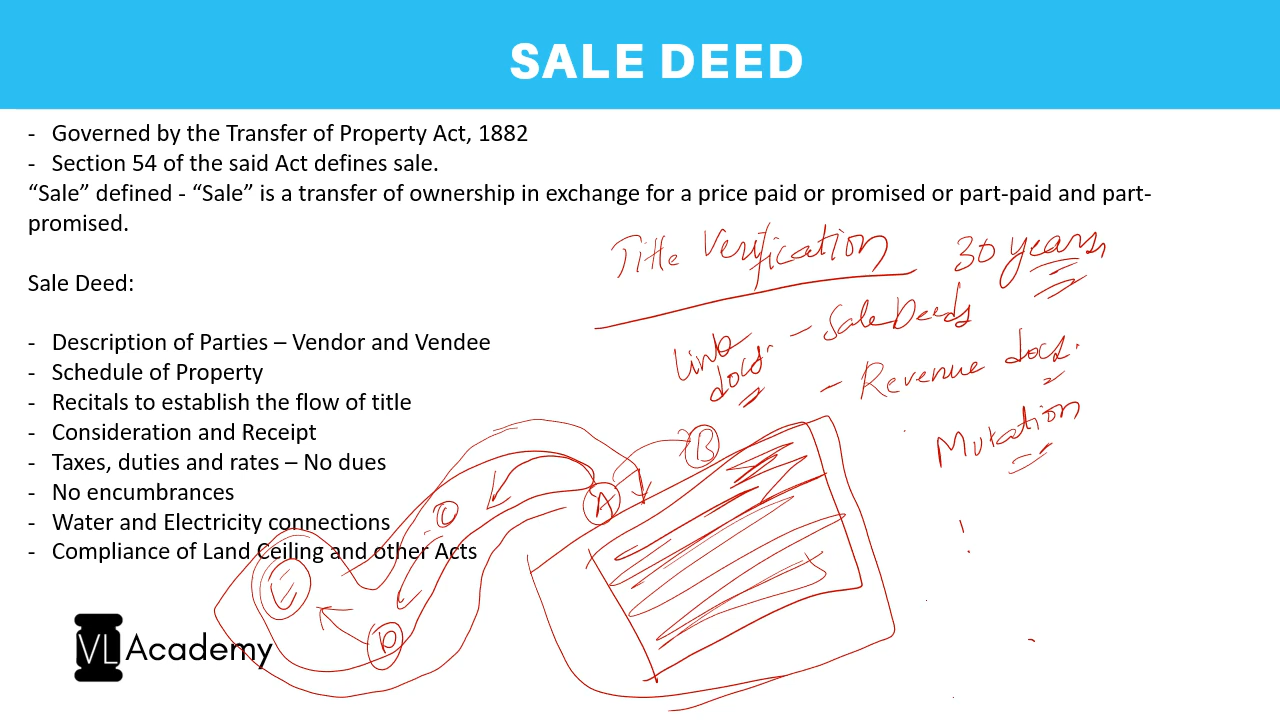 SALE DEED
- Governed by the Transfer of Property Act, 1882
- Section 54 of the said Act defines sale.
“Sale” defined - “Sale” is a transfer of ownership in exchange for a price paid or promised or part-paid and part-
promised.
Title Verification 30 years
Sale Deed:
Link docs. - Sale Deeds
- Description of Parties – Vendor and Vendee
- Schedule of Property
- Revenue docs.
- Recitals to establish the flow of title
Mutation
- Consideration and Receipt
B
- Taxes, duties and rates – No dues
- No encumbrances
A
C
- Water and Electricity connections
- Compliance of Land Ceiling and other Acts
E
D
VL Academy